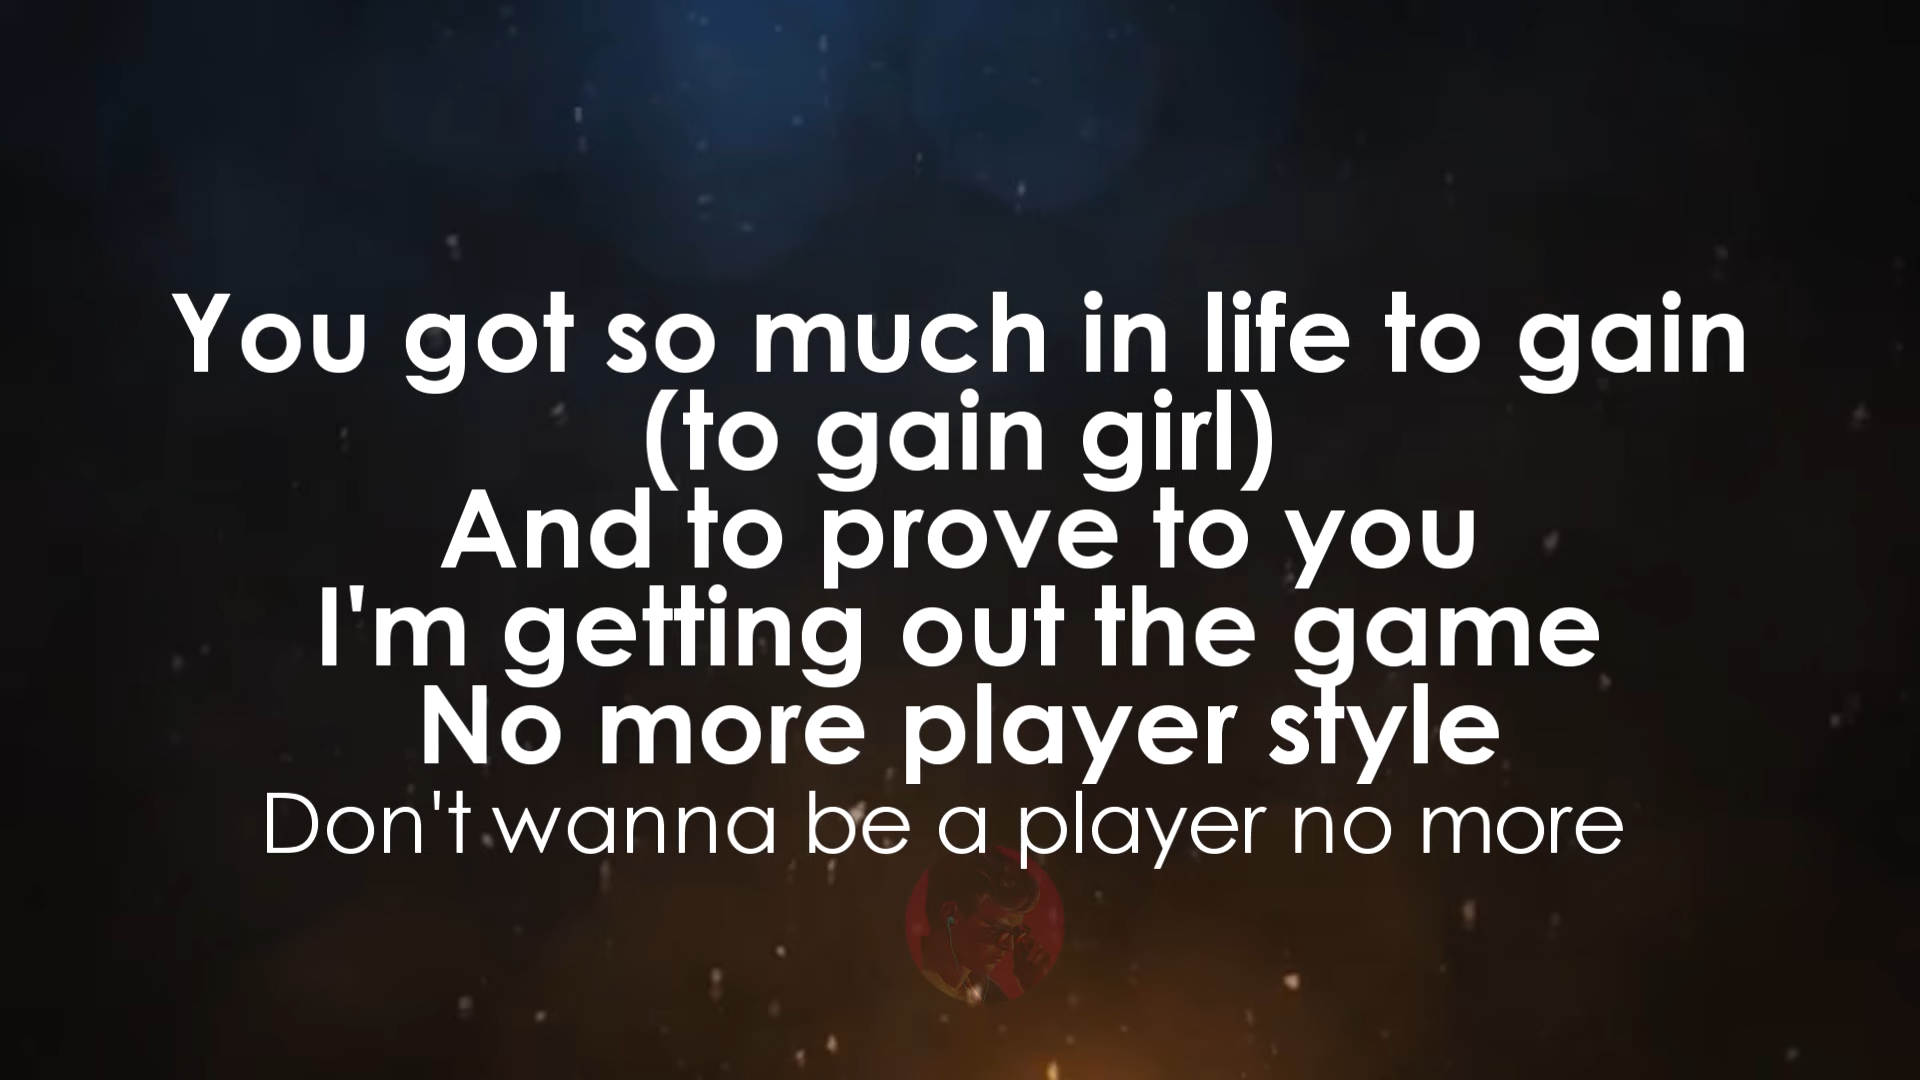 You got so much in life to gain
(to gain girl)
And to prove to you
I'm getting out the game
No more player style
Don't wanna be a player no more